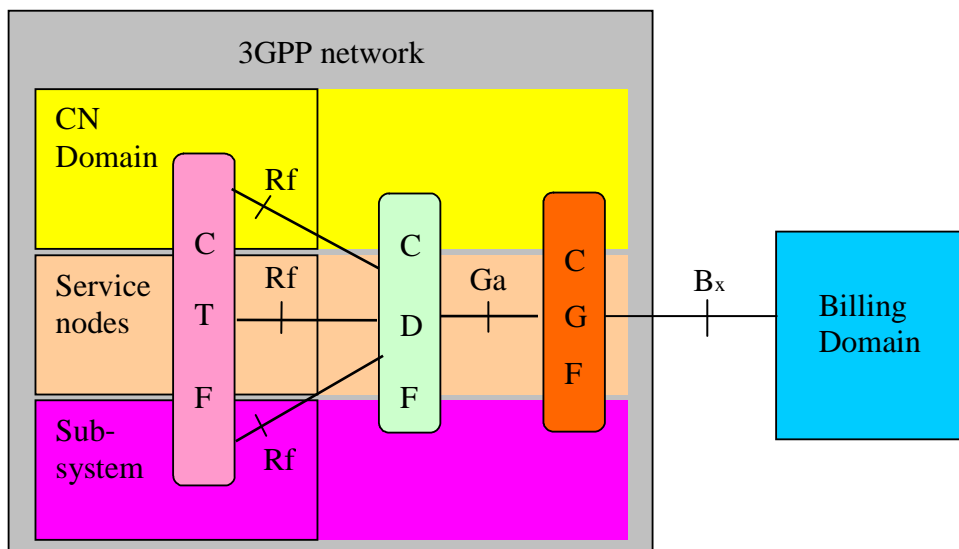 3GPP network
CN
Domain
Rf
C
T
F
Service
nodes
Rf
Sub-
system
Rf
C
D
F
Ga
C
G
F
Bx
Billing
Domain